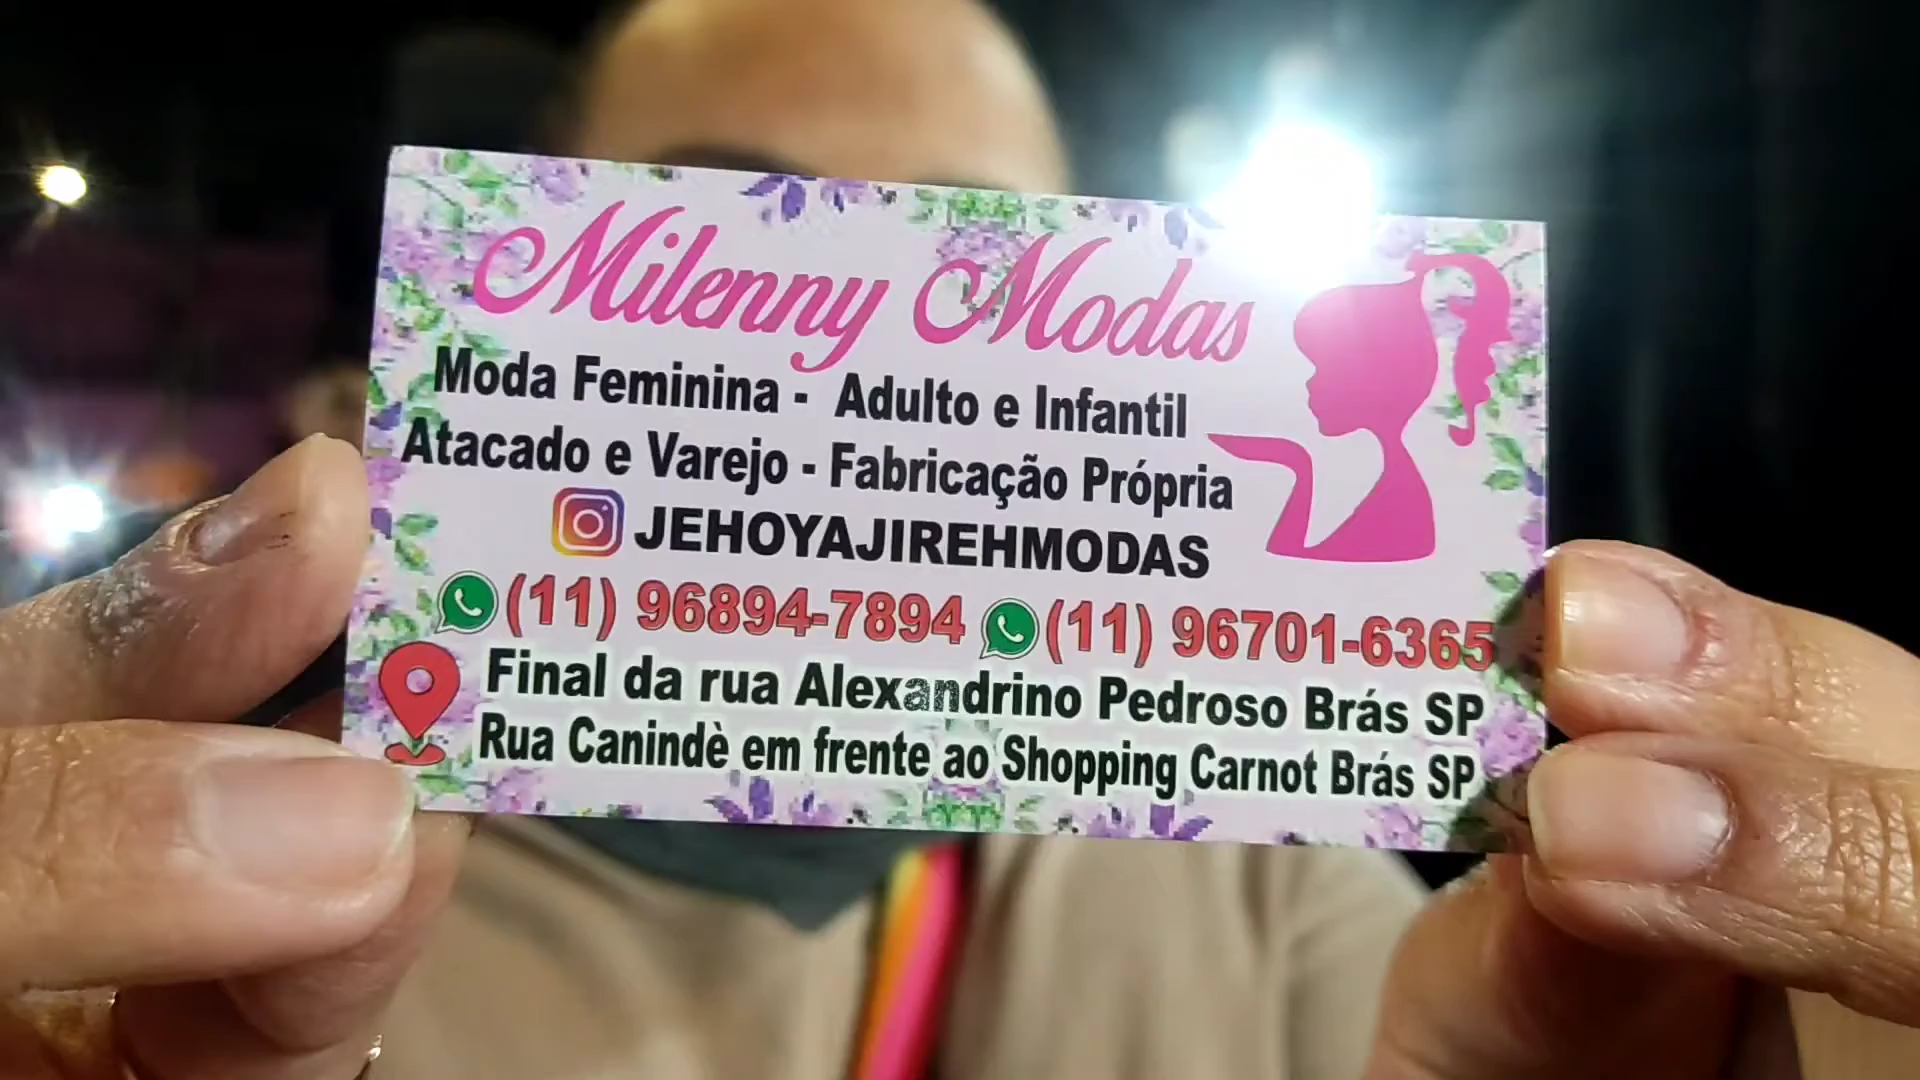 Milenny Modas
Moda Feminina - Adulto e Infantil
Atacado e Varejo - Fabricação Própria
JEHOYAJIREHMODAS
(11) 96894-7894 (11) 96701-6365
Final da rua Alexandrino Pedroso Brás SP
Rua Canindè em frente ao Shopping Carnot Brás SP